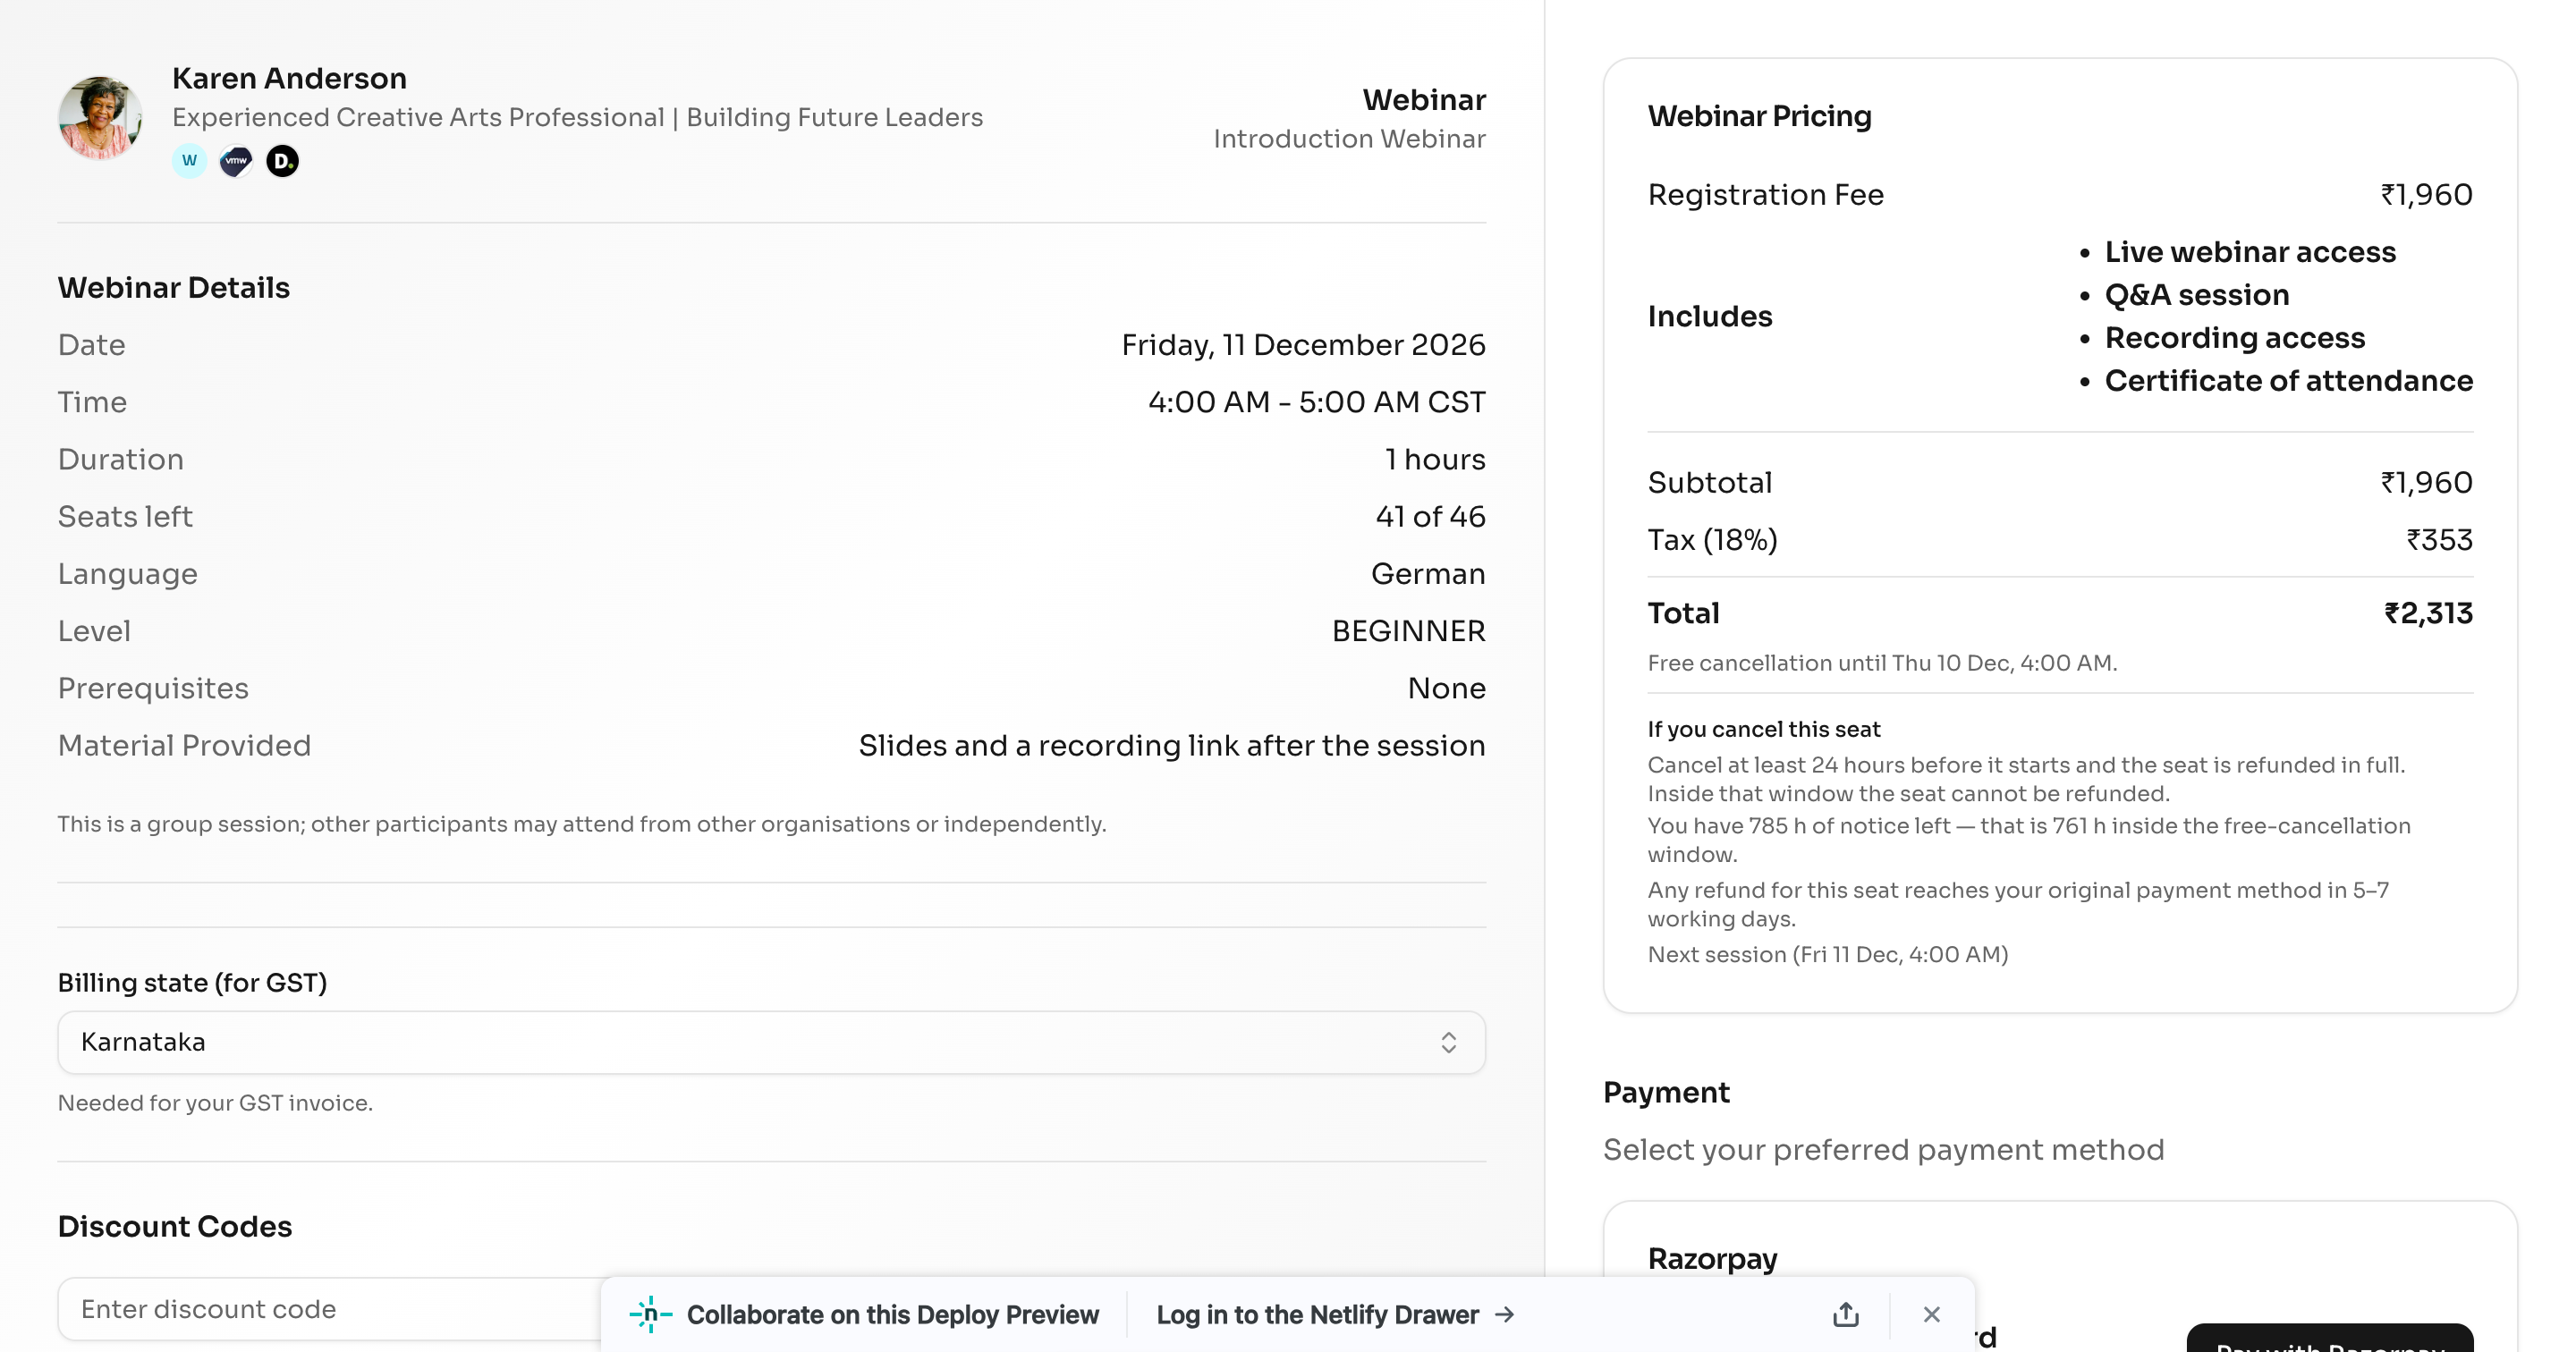 Karen Anderson
Experienced Creative Arts Professional | Building Future Leaders
W
vmw
D.
Webinar
Introduction Webinar
Webinar Details
Date
Friday, 11 December 2026
Time
4:00 AM - 5:00 AM CST
Duration
1 hours
Seats left
41 of 46
Language
German
Level
BEGINNER
Prerequisites
None
Material Provided
Slides and a recording link after the session
This is a group session; other participants may attend from other organisations or independently.
Billing state (for GST)
Karnataka
Needed for your GST invoice.
Discount Codes
Enter discount code
Webinar Pricing
Registration Fee
₹1,960
Includes
• Live webinar access
• Q&A session
• Recording access
• Certificate of attendance
Subtotal
₹1,960
Tax (18%)
₹353
Total
₹2,313
Free cancellation until Thu 10 Dec, 4:00 AM.
If you cancel this seat
Cancel at least 24 hours before it starts and the seat is refunded in full.
Inside that window the seat cannot be refunded.
You have 785 h of notice left — that is 761 h inside the free-cancellation
window.
Any refund for this seat reaches your original payment method in 5–7
working days.
Next session (Fri 11 Dec, 4:00 AM)
Payment
Select your preferred payment method
Razorpay
Pay with Razorpay
Collaborate on this Deploy Preview
Log in to the Netlify Drawer →